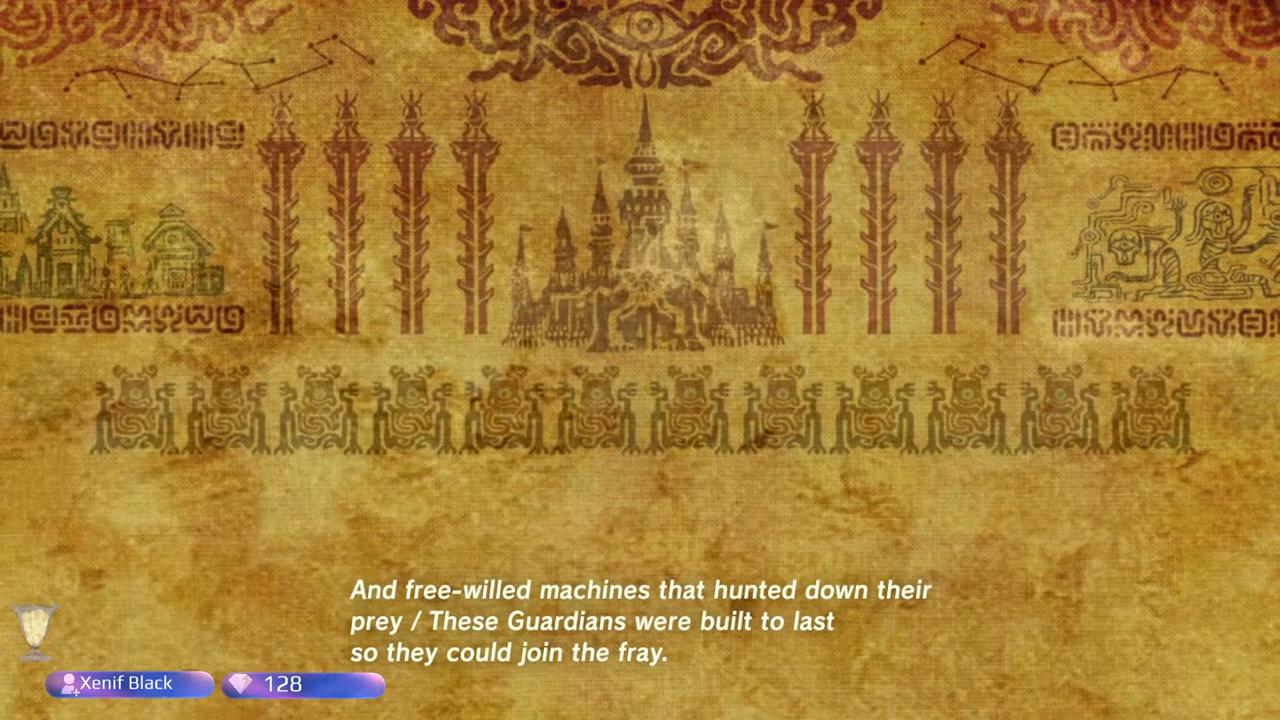 And free-willed machines that hunted down their
prey / These Guardians were built to last
so they could join the fray.
Xenif Black
128